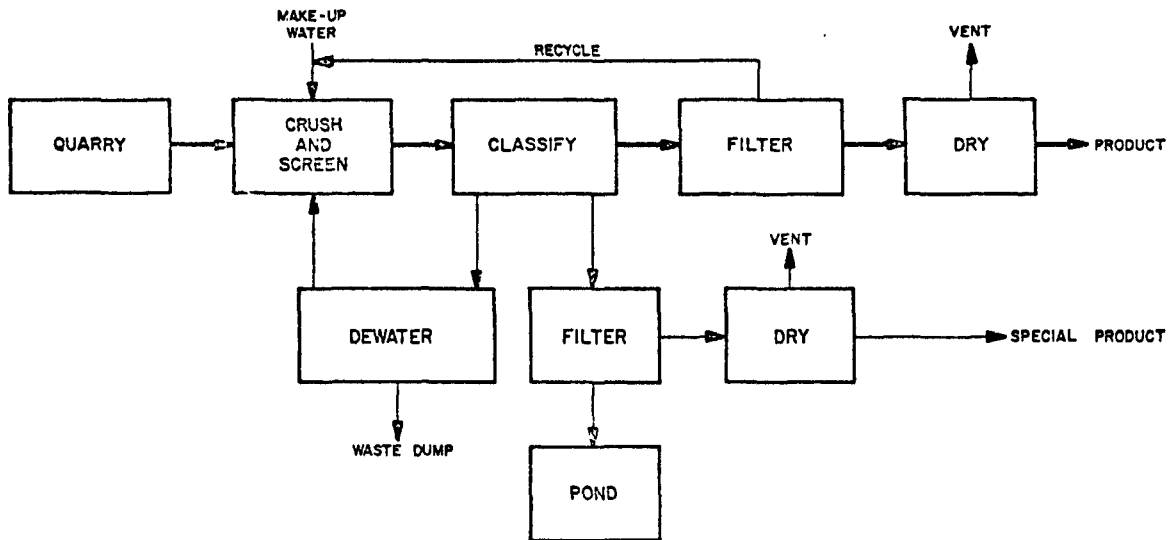 MAKE-UP
WATER
RECYCLE
VENT
QUARRY
CRUSH
AND
SCREEN
CLASSIFY
FILTER
DRY
PRODUCT
VENT
DEWATER
FILTER
DRY
SPECIAL PRODUCT
WASTE DUMP
POND